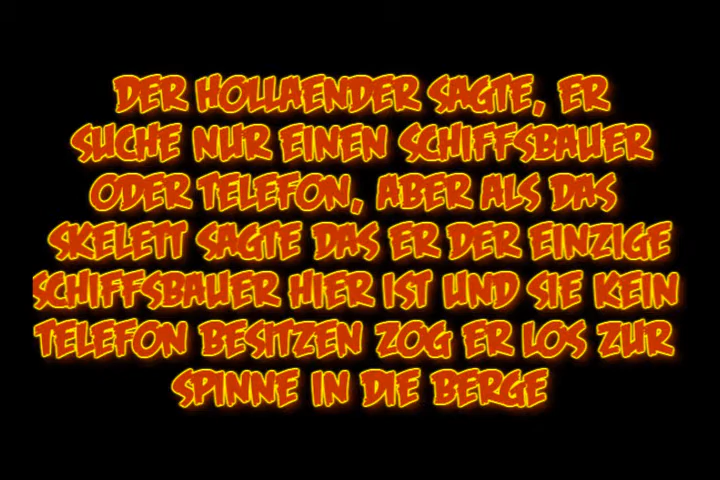 DER HOLLAENDER SAGTE, ER
SUCHE NUR EINEN SCHIFFSBAUER
ODER TELEFON, ABER ALS DAS
SKELETT SAGTE DAS ER DER EINZIGE
SCHIFFSBAUER HIER IST UND SIE KEIN
TELEFON BESITZEN ZOG ER LOS ZUR
SPINNE IN DIE BERGE